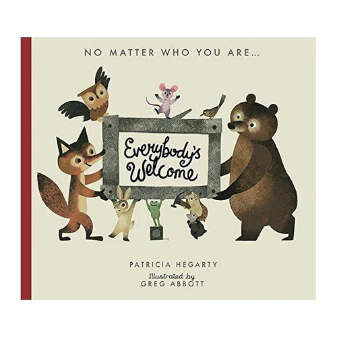 NO MATTER WHO YOU ARE...
Everybody's
Welcome
PATRICIA HEGARTY
Illustrated by
GREG ABBOTT